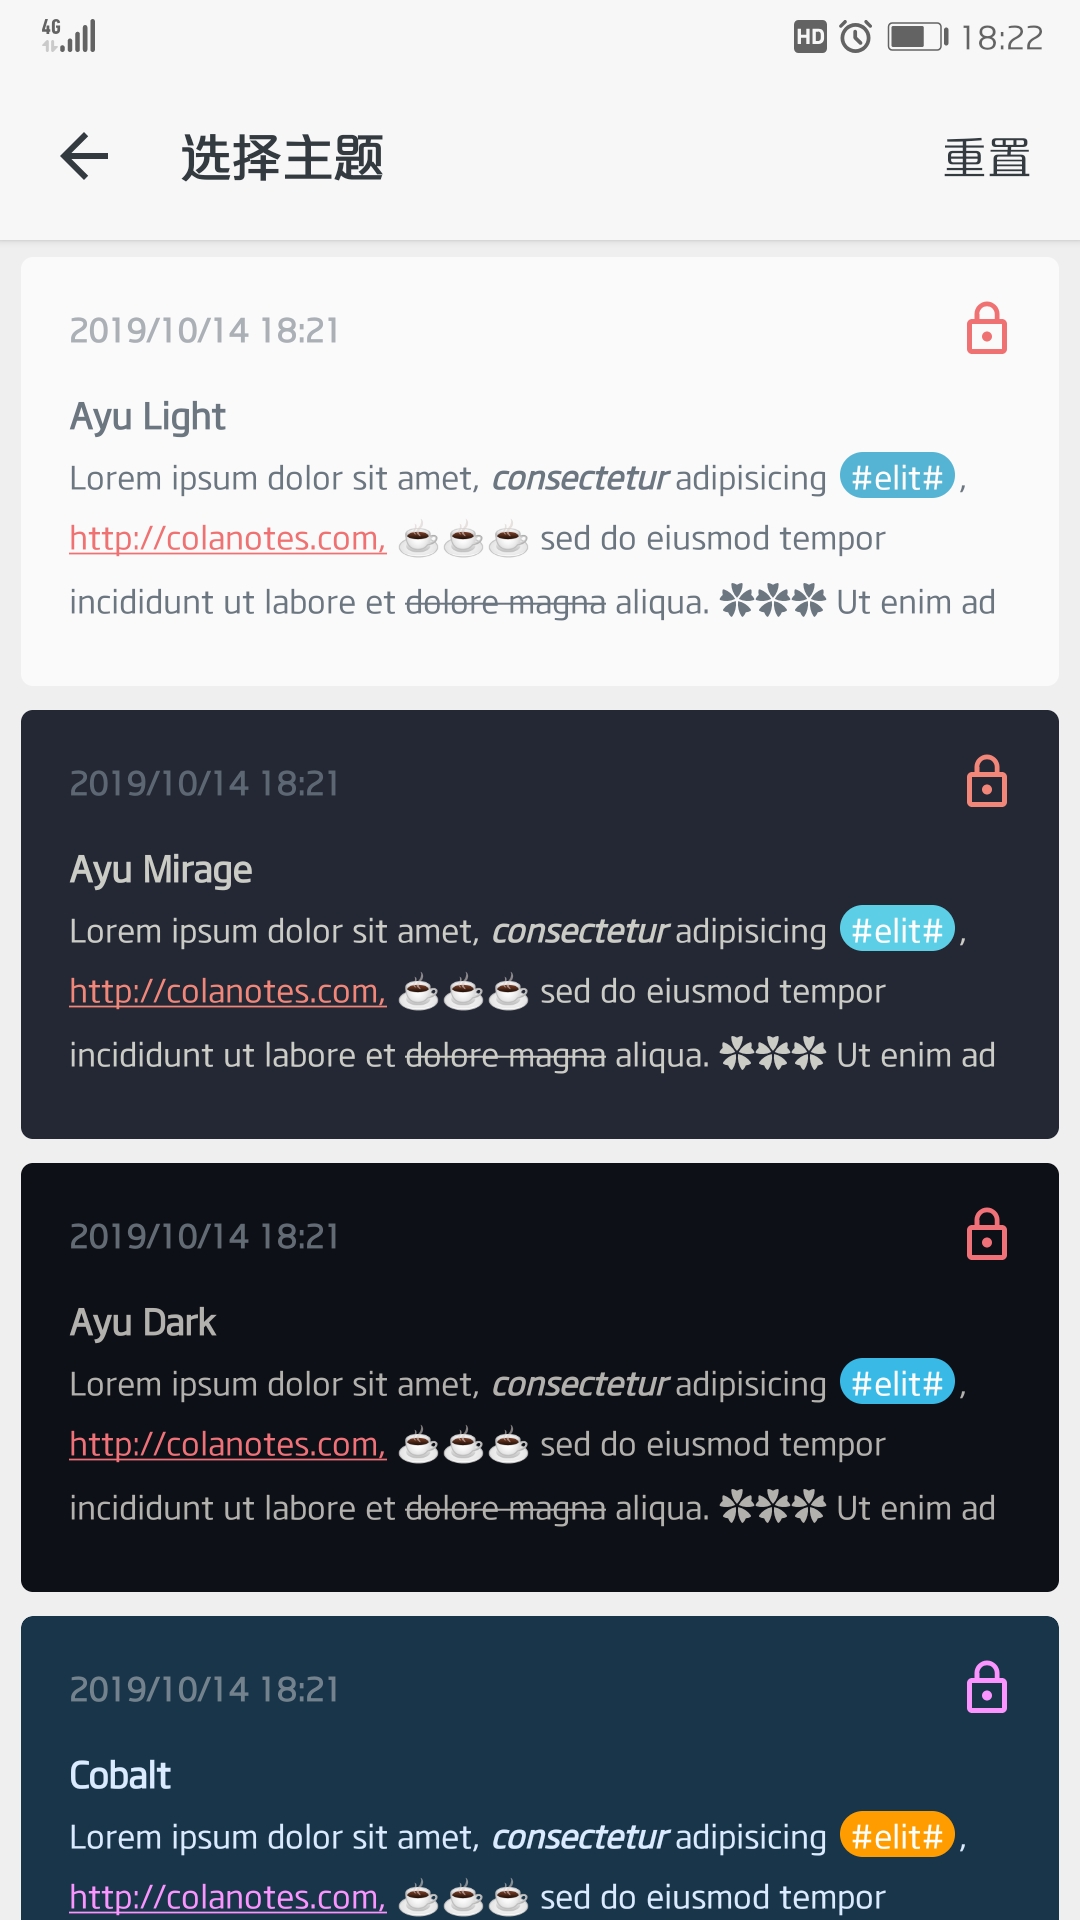 4G HD 18:22
选择主题 重置
2019/10/14 18:21
Ayu Light
Lorem ipsum dolor sit amet, consectetur adipisicing #elit# ,
http://colanotes.com, ☕☕☕ sed do eiusmod tempor
incididunt ut labore et dolore magna aliqua. ✽✽✽ Ut enim ad
2019/10/14 18:21
Ayu Mirage
Lorem ipsum dolor sit amet, consectetur adipisicing #elit# ,
http://colanotes.com, ☕☕☕ sed do eiusmod tempor
incididunt ut labore et dolore magna aliqua. ✽✽✽ Ut enim ad
2019/10/14 18:21
Ayu Dark
Lorem ipsum dolor sit amet, consectetur adipisicing #elit# ,
http://colanotes.com, ☕☕☕ sed do eiusmod tempor
incididunt ut labore et dolore magna aliqua. ✽✽✽ Ut enim ad
2019/10/14 18:21
Cobalt
Lorem ipsum dolor sit amet, consectetur adipisicing #elit# ,
http://colanotes.com, ☕☕☕ sed do eiusmod tempor